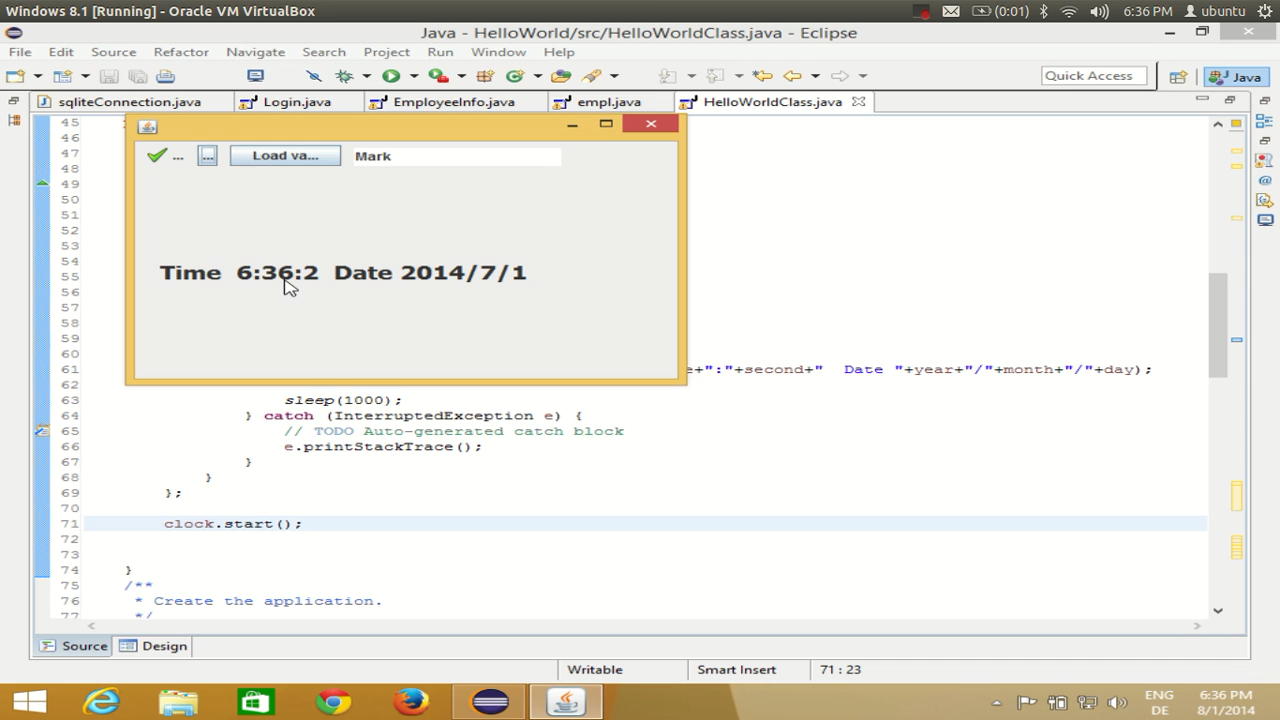 Windows 8.1 [Running] - Oracle VM VirtualBox
(0:01) 6:36 PM ubuntu
Java - HelloWorld/src/HelloWorldClass.java - Eclipse
File Edit Source Refactor Navigate Search Project Run Window Help
Quick Access Java
sqliteConnection.java Login.java EmployeeInfo.java empl.java HelloWorldClass.java
45
46
47
48
49
50
51
52
53
54
55
56
57
58
59
60
... ... Load va... Mark
Time 6:36:2 Date 2014/7/1
61 e+":"+second+" Date "+year+"/"+month+"/"+day);
62
63 sleep(1000);
64 } catch (InterruptedException e) {
65 // TODO Auto-generated catch block
66 e.printStackTrace();
67 }
68 }
69 };
70
71 clock.start();
72
73
74 }
75 /**
76 * Create the application.
77 */
Source Design
Writable Smart Insert 71 : 23
ENG 6:36 PM
DE 8/1/2014